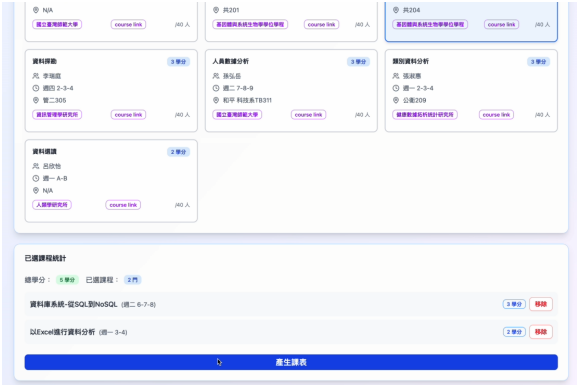 N/A
共201
共204
國立臺灣師範大學 course link /40 人
基因體與系統生物學學位學程 course link /40 人
基因體與系統生物學學位學程 course link /40 人
資料探勘 3 學分
李瑞庭
週四 2-3-4
管二305
資訊管理學研究所 course link /40 人
人員數據分析 3 學分
孫弘岳
週二 7-8-9
和平 科技系TB311
國立臺灣師範大學 course link /40 人
類別資料分析 3 學分
張淑惠
週一 2-3-4
公衛209
健康數據拓析統計研究所 course link /40 人
資料選讀 2 學分
呂欣怡
週一 A-B
N/A
人類學研究所 course link /40 人
已選課程統計
總學分： 5 學分 已選課程： 2 門
資料庫系統-從SQL到NoSQL (週二 6-7-8) 3 學分 移除
以Excel進行資料分析 (週一 3-4) 2 學分 移除
產生課表